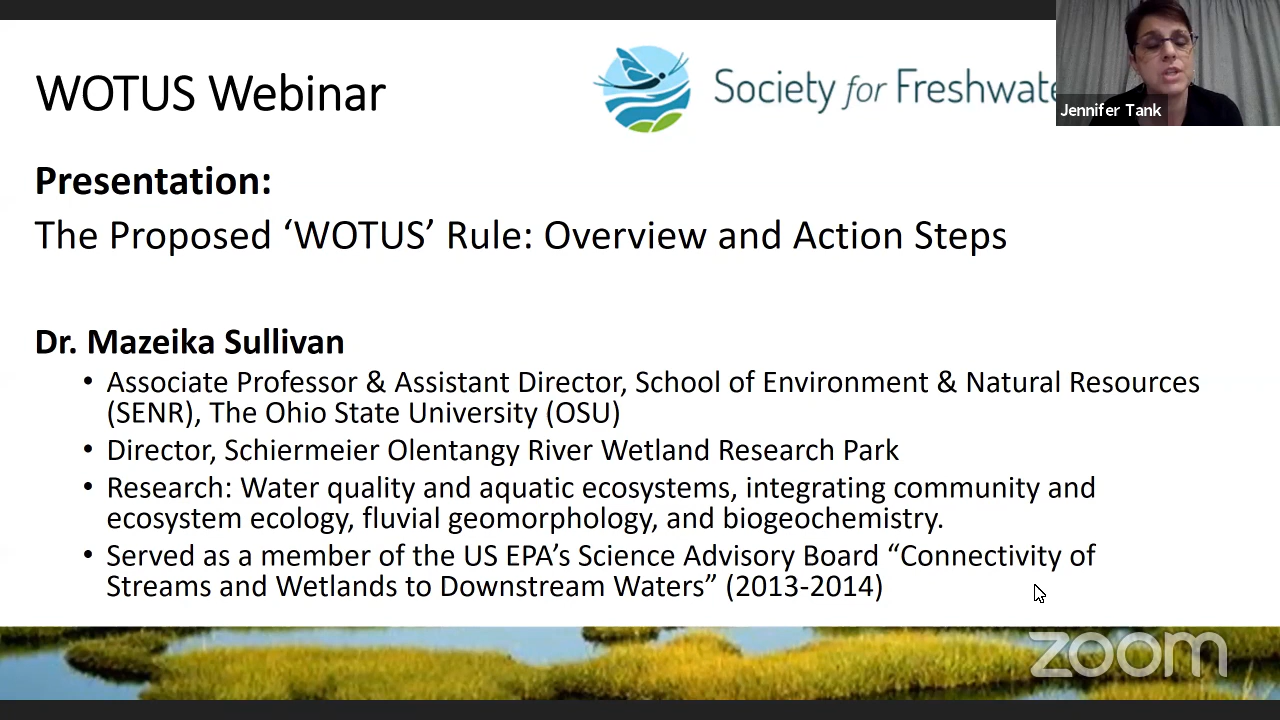 WOTUS Webinar
Society for Freshwate
Jennifer Tank
Presentation:
The Proposed ‘WOTUS’ Rule: Overview and Action Steps
Dr. Mazeika Sullivan
• Associate Professor & Assistant Director, School of Environment & Natural Resources
(SENR), The Ohio State University (OSU)
• Director, Schiermeier Olentangy River Wetland Research Park
• Research: Water quality and aquatic ecosystems, integrating community and
ecosystem ecology, fluvial geomorphology, and biogeochemistry.
• Served as a member of the US EPA’s Science Advisory Board “Connectivity of
Streams and Wetlands to Downstream Waters” (2013-2014)
zoom